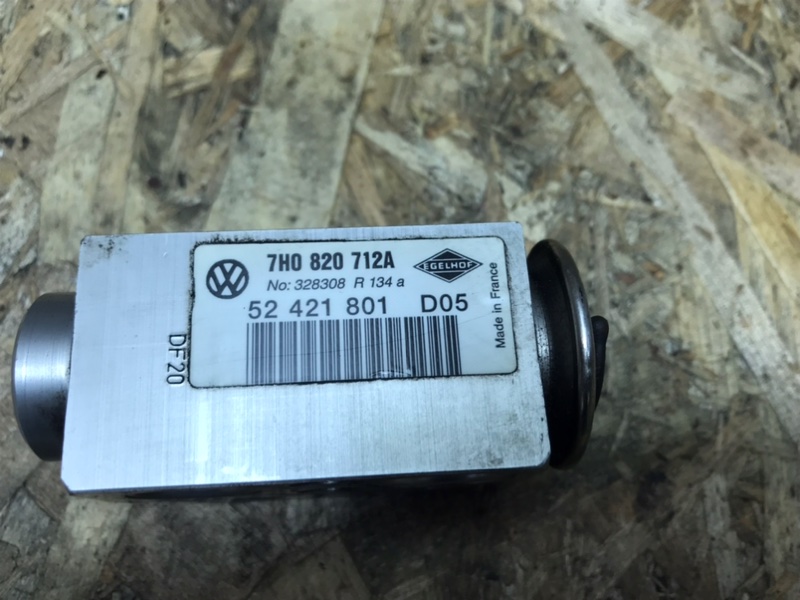 7H0 820 712A
EGELHOF
No: 328308 R 134 a
52 421 801 D05
Made in France
DF20